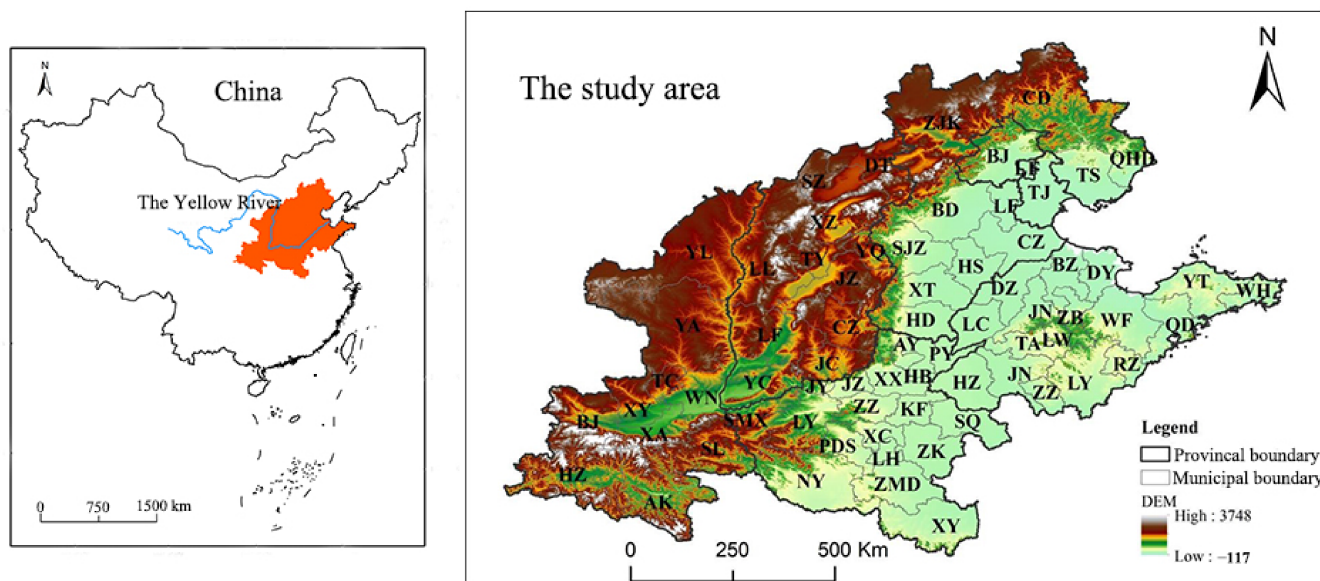 N
China
The Yellow River
0 750 1500 km
The study area
N
CD
ZJK
BJ
QHD
DT
LF
TS
SZ
TJ
BD
LF
XZ
CZ
YL
YQ
SJZ
LL
TY
HS
BZ
DY
JZ
XT
DZ
YT
WH
YA
HD
JN
ZB
WF
QD
LF
CZ
LC
TA
LW
AY
PY
RZ
TC
JC
JN
LY
YC
JY
JZ
XX
HB
HZ
ZZ
WN
XY
ZZ
KF
BJ
XA
SMX
LY
SQ
XC
PDS
SL
LH
ZK
HZ
NY
ZMD
AK
XY
0 250 500 Km
Legend
Provincal boundary
Municipal boundary
DEM
High : 3748
Low : −117